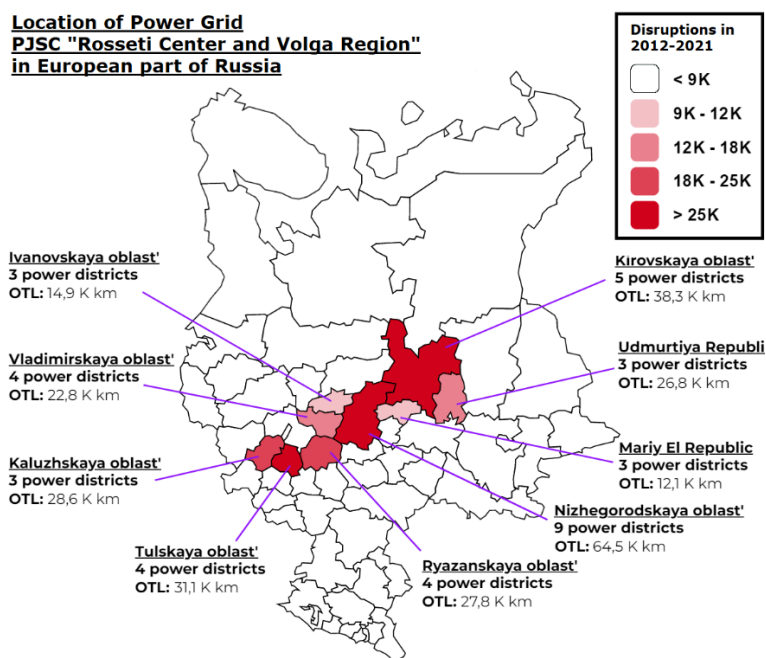 Location of Power Grid
PJSC "Rosseti Center and Volga Region"
in European part of Russia
Disruptions in
2012-2021
< 9K
9K - 12K
12K - 18K
18K - 25K
> 25K
Ivanovskaya oblast'
3 power districts
OTL: 14,9 K km
Kirovskaya oblast'
5 power districts
OTL: 38,3 K km
Vladimirskaya oblast'
4 power districts
OTL: 22,8 K km
Udmurtiya Republi
3 power districts
OTL: 26,8 K km
Kaluzhskaya oblast'
3 power districts
OTL: 28,6 K km
Mariy El Republic
3 power districts
OTL: 12,1 K km
Nizhegorodskaya oblast'
9 power districts
OTL: 64,5 K km
Tulskaya oblast'
4 power districts
OTL: 31,1 K km
Ryazanskaya oblast'
4 power districts
OTL: 27,8 K km